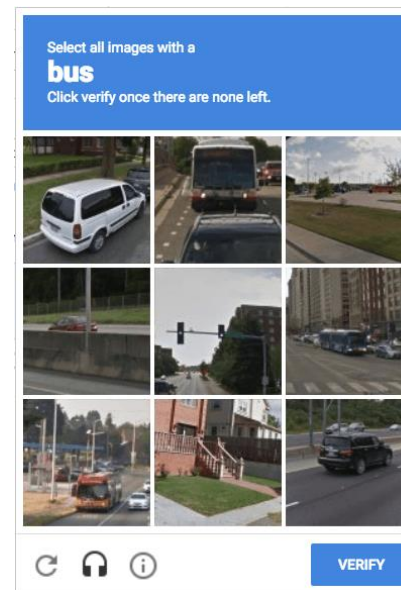 Select all images with a
bus
Click verify once there are none left.
VERIFY